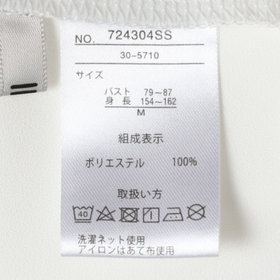 NO. 724304SS
30-5710
サイズ
バスト 79~87
身長 154~162
M
組成表示
ポリエステル 100%
取扱い方
40
洗濯ネット使用
アイロンはあて布使用